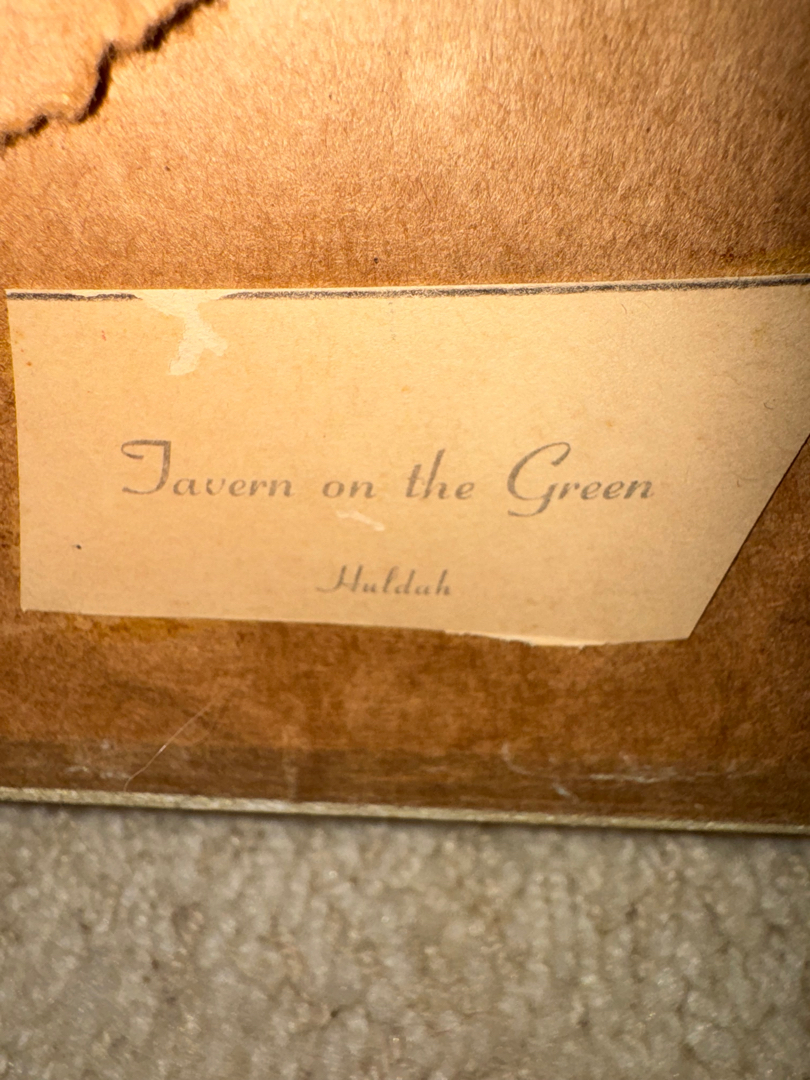 Tavern on the Green
Huldah